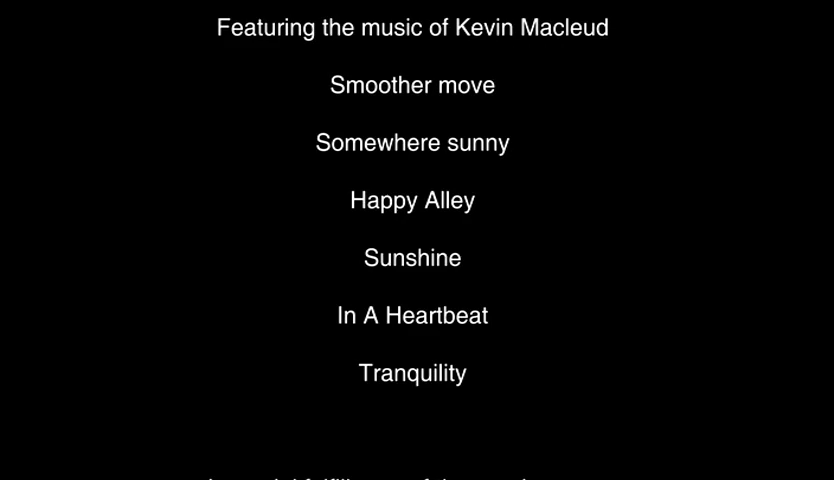 Featuring the music of Kevin Macleud
Smoother move
Somewhere sunny
Happy Alley
Sunshine
In A Heartbeat
Tranquility